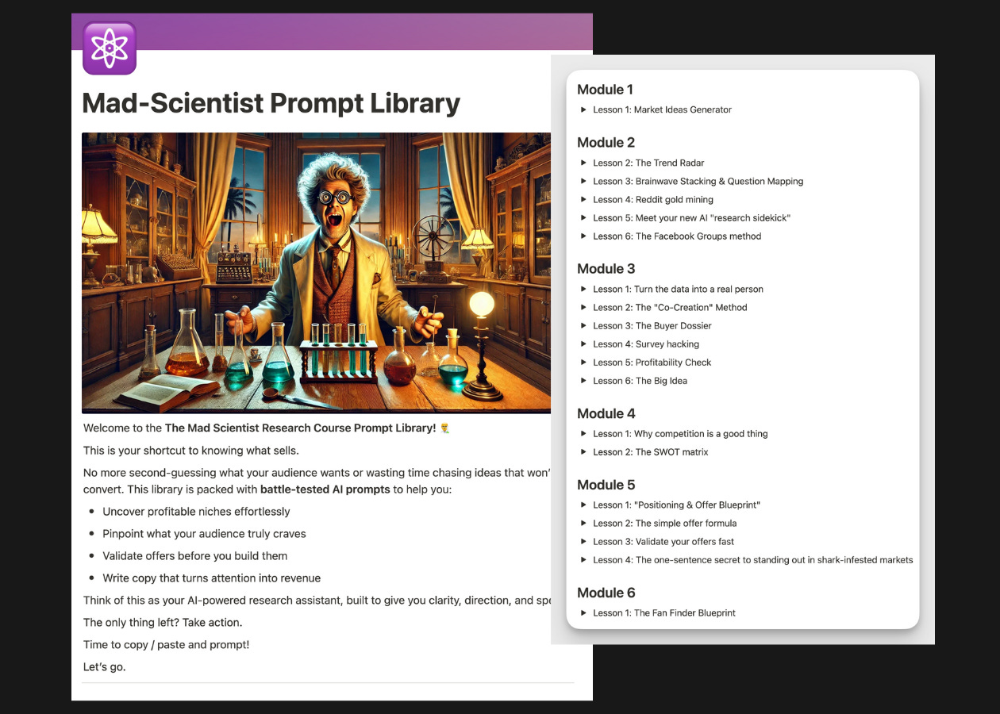 Mad-Scientist Prompt Library
Welcome to the The Mad Scientist Research Course Prompt Library! 👨‍🔬
This is your shortcut to knowing what sells.
No more second-guessing what your audience wants or wasting time chasing ideas that won'
convert. This library is packed with battle-tested AI prompts to help you:
• Uncover profitable niches effortlessly
• Pinpoint what your audience truly craves
• Validate offers before you build them
• Write copy that turns attention into revenue
Think of this as your AI-powered research assistant, built to give you clarity, direction, and spe
The only thing left? Take action.
Time to copy / paste and prompt!
Let's go.
Module 1
Lesson 1: Market Ideas Generator
Module 2
Lesson 2: The Trend Radar
Lesson 3: Brainwave Stacking & Question Mapping
Lesson 4: Reddit gold mining
Lesson 5: Meet your new AI "research sidekick"
Lesson 6: The Facebook Groups method
Module 3
Lesson 1: Turn the data into a real person
Lesson 2: The "Co-Creation" Method
Lesson 3: The Buyer Dossier
Lesson 4: Survey hacking
Lesson 5: Profitability Check
Lesson 6: The Big Idea
Module 4
Lesson 1: Why competition is a good thing
Lesson 2: The SWOT matrix
Module 5
Lesson 1: "Positioning & Offer Blueprint"
Lesson 2: The simple offer formula
Lesson 3: Validate your offers fast
Lesson 4: The one-sentence secret to standing out in shark-infested markets
Module 6
Lesson 1: The Fan Finder Blueprint